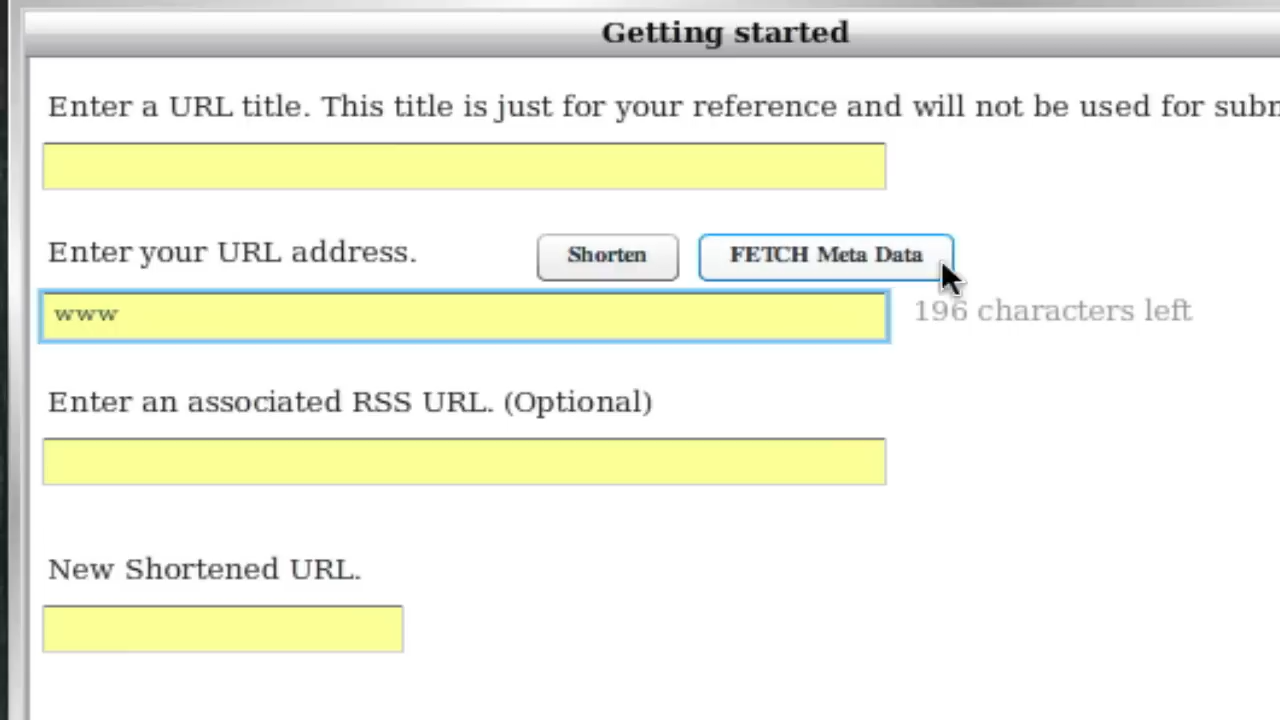 Getting started
Enter a URL title. This title is just for your reference and will not be used for
Enter your URL address.
Shorten
FETCH Meta Data
www
196 characters left
Enter an associated RSS URL. (Optional)
New Shortened URL.